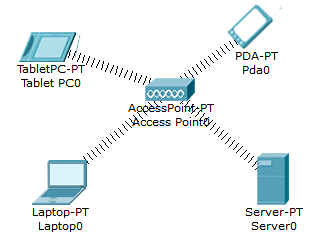 TabletPC-PT
Tablet PC0
PDA-PT
Pda0
AccessPoint-PT
Access Point0
Laptop-PT
Laptop0
Server-PT
Server0